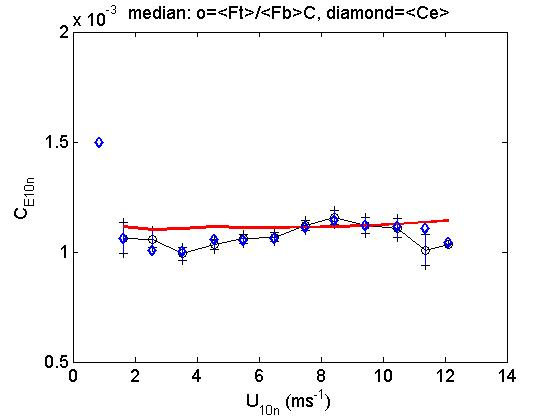 2 x 10⁻³ median: o=<Ft>/<Fb>C, diamond=<Ce>
1.5
C_E10n
1
0.5
0 2 4 6 8 10 12 14
U_10n (ms⁻¹)